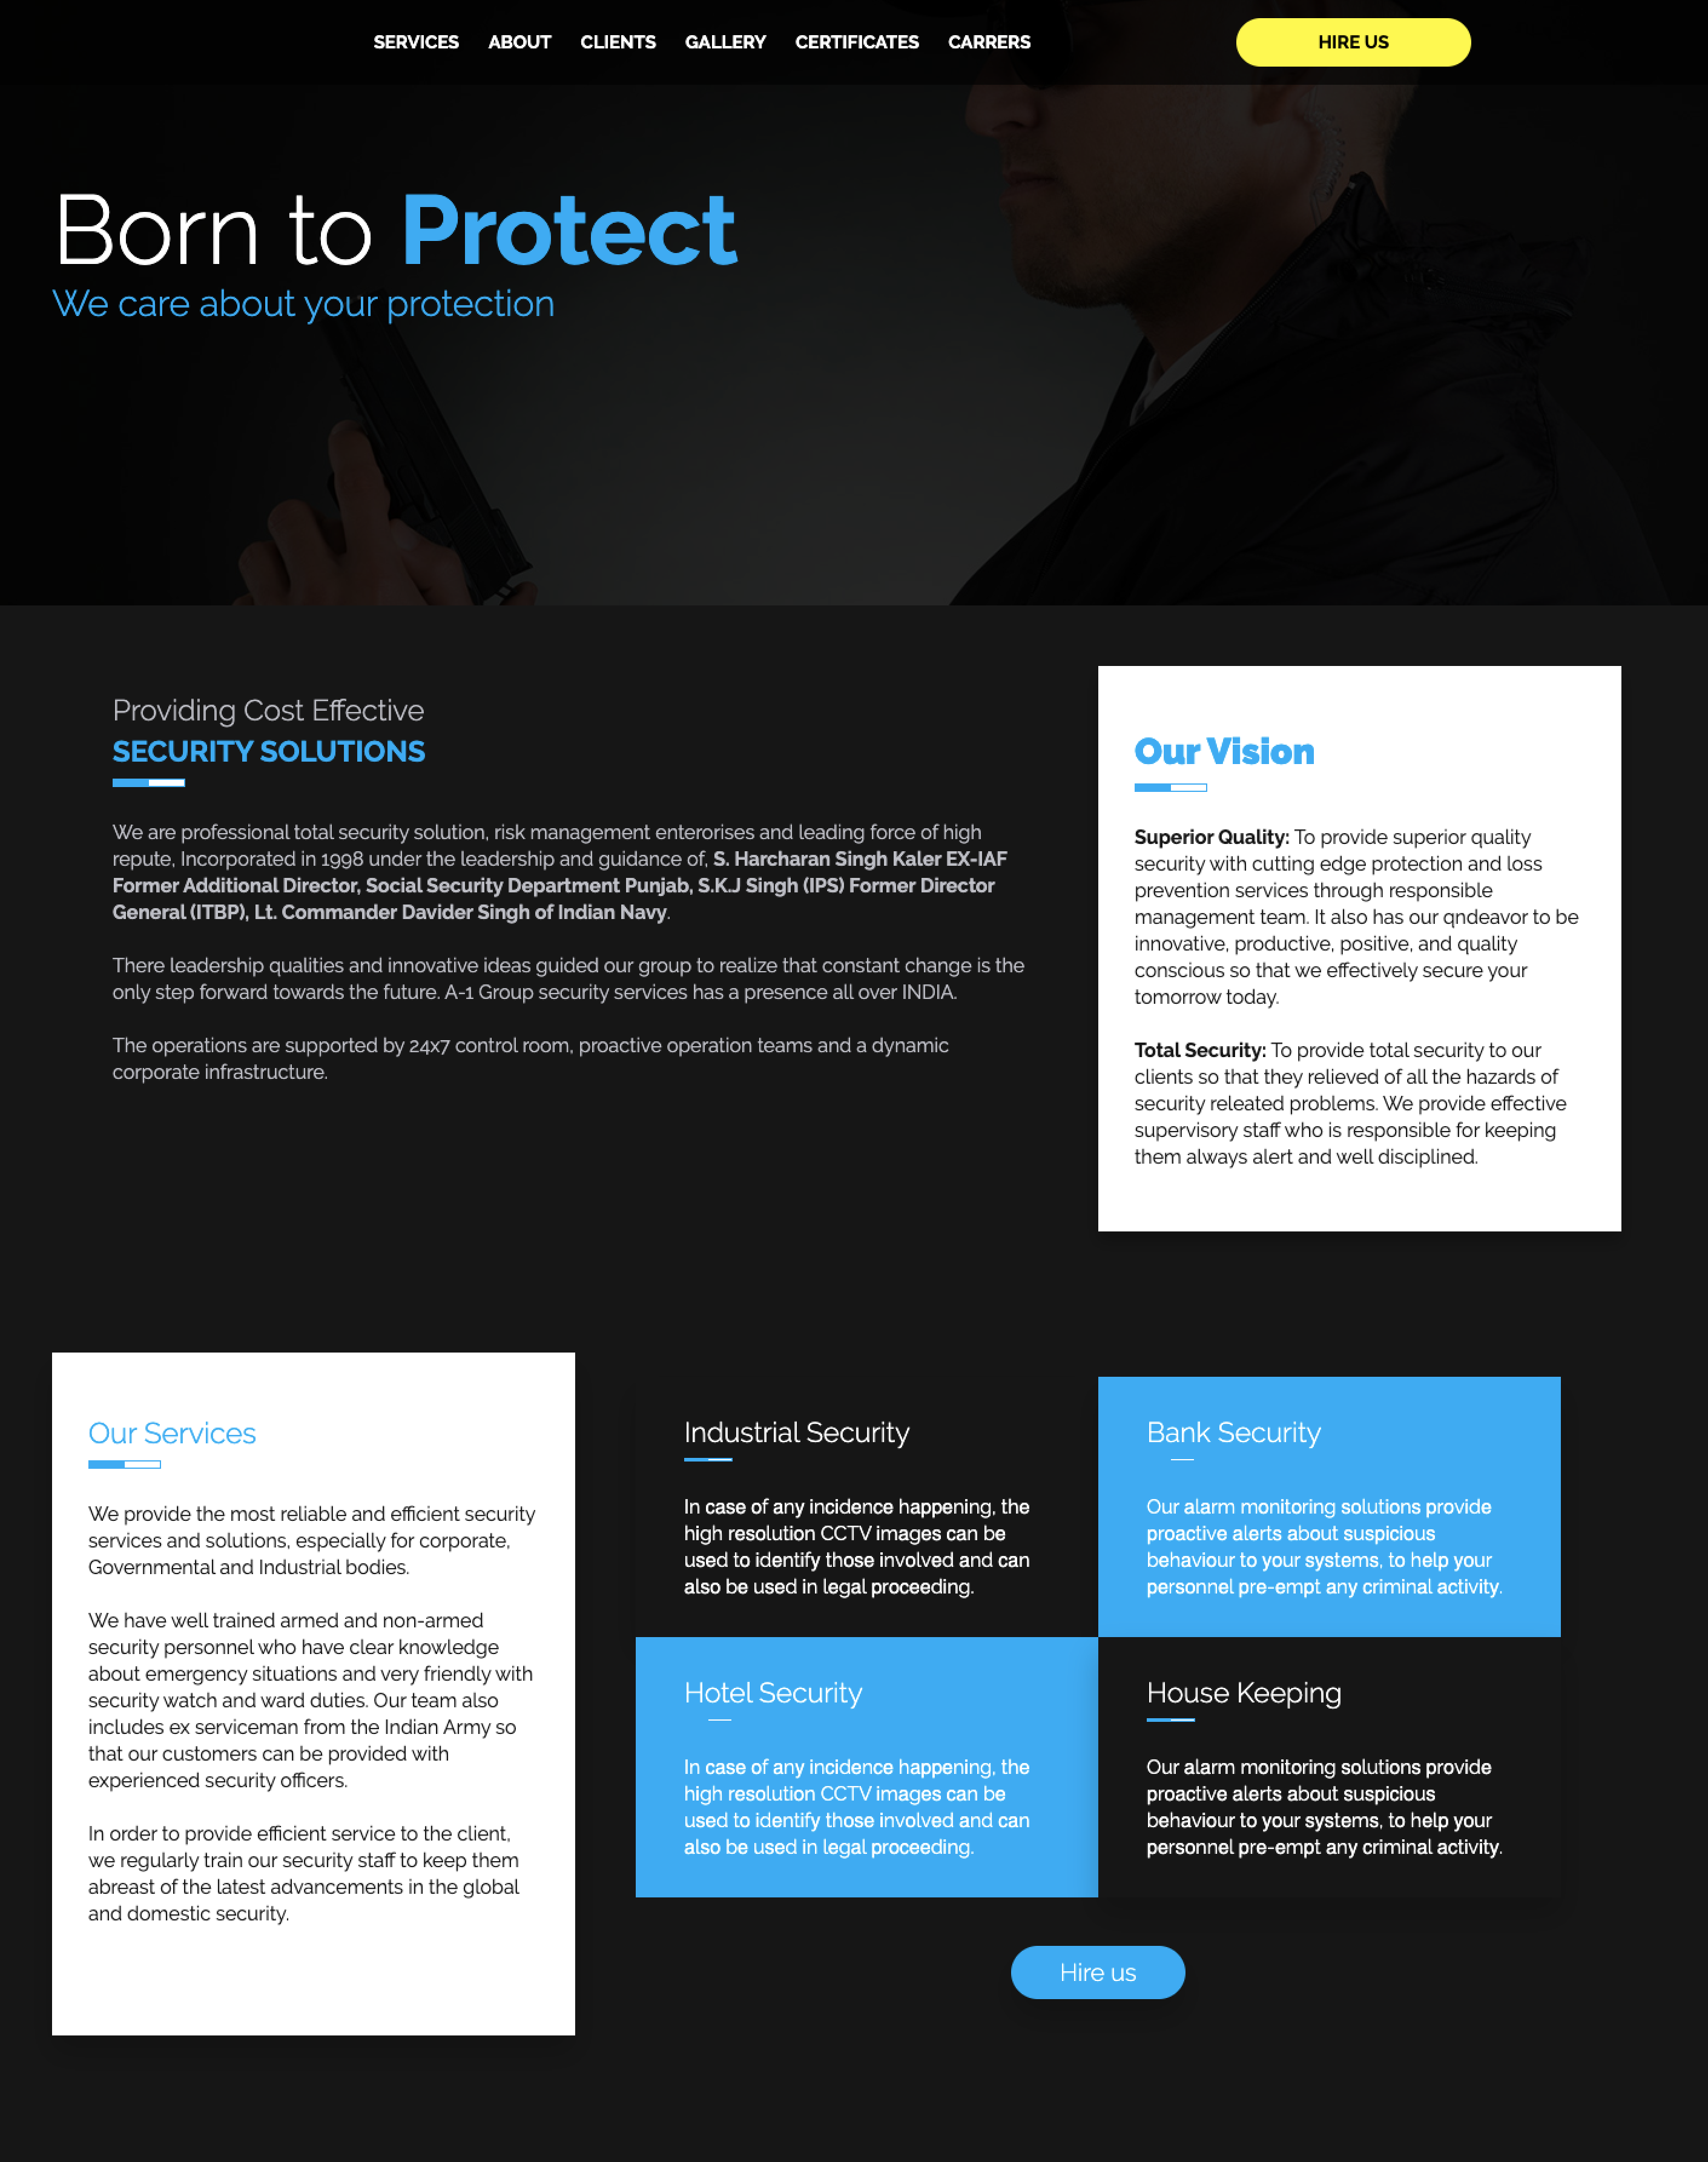 SERVICES ABOUT CLIENTS GALLERY CERTIFICATES CARRERS HIRE US
Born to Protect
We care about your protection
Providing Cost Effective
SECURITY SOLUTIONS
We are professional total security solution, risk management enterorises and leading force of high
repute, Incorporated in 1998 under the leadership and guidance of, S. Harcharan Singh Kaler EX-IAF
Former Additional Director, Social Security Department Punjab, S.K.J Singh (IPS) Former Director
General (ITBP), Lt. Commander Davider Singh of Indian Navy.
There leadership qualities and innovative ideas guided our group to realize that constant change is the
only step forward towards the future. A-1 Group security services has a presence all over INDIA.
The operations are supported by 24x7 control room, proactive operation teams and a dynamic
corporate infrastructure.
Our Vision
Superior Quality: To provide superior quality
security with cutting edge protection and loss
prevention services through responsible
management team. It also has our qndeavor to be
innovative, productive, positive, and quality
conscious so that we effectively secure your
tomorrow today.
Total Security: To provide total security to our
clients so that they relieved of all the hazards of
security releated problems. We provide effective
supervisory staff who is responsible for keeping
them always alert and well disciplined.
Our Services
We provide the most reliable and efficient security
services and solutions, especially for corporate,
Governmental and Industrial bodies.
We have well trained armed and non-armed
security personnel who have clear knowledge
about emergency situations and very friendly with
security watch and ward duties. Our team also
includes ex serviceman from the Indian Army so
that our customers can be provided with
experienced security officers.
In order to provide efficient service to the client,
we regularly train our security staff to keep them
abreast of the latest advancements in the global
and domestic security.
Industrial Security
In case of any incidence happening, the
high resolution CCTV images can be
used to identify those involved and can
also be used in legal proceeding.
Bank Security
Our alarm monitoring solutions provide
proactive alerts about suspicious
behaviour to your systems, to help your
personnel pre-empt any criminal activity.
Hotel Security
In case of any incidence happening, the
high resolution CCTV images can be
used to identify those involved and can
also be used in legal proceeding.
House Keeping
Our alarm monitoring solutions provide
proactive alerts about suspicious
behaviour to your systems, to help your
personnel pre-empt any criminal activity.
Hire us